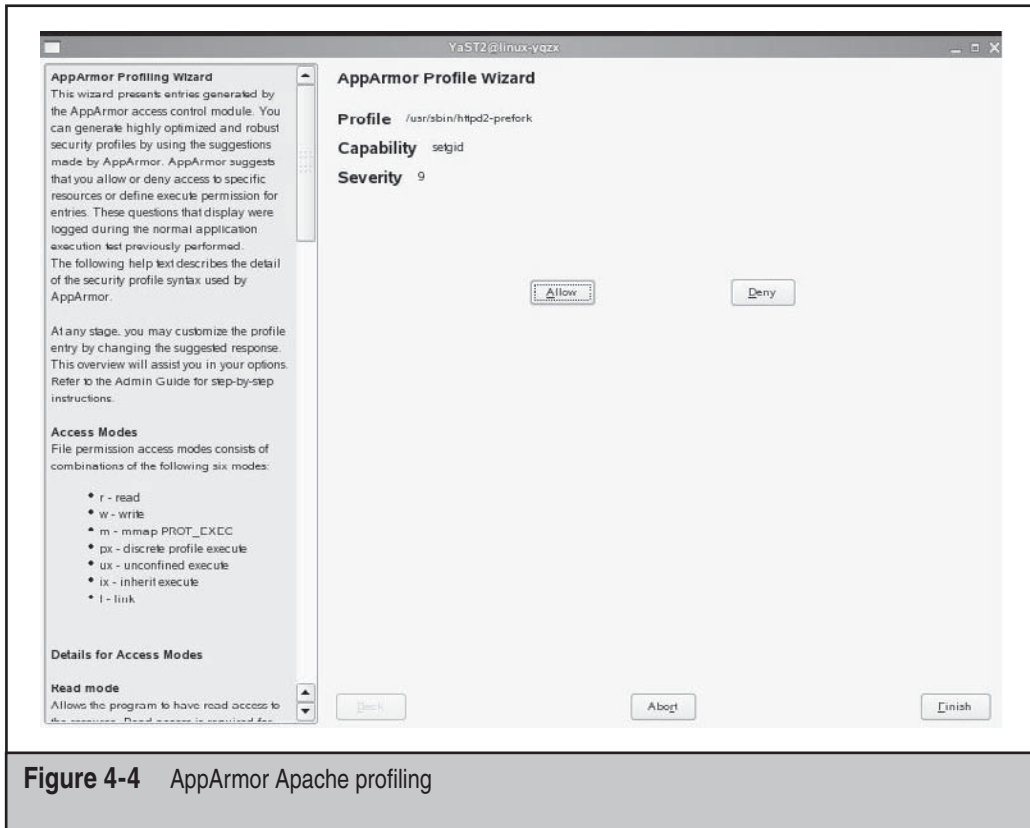 YaST2@linux-yqzx
AppArmor Profiling Wizard
This wizard presents entries generated by
the AppArmor access control module. You
can generate highly optimized and robust
security profiles by using the suggestions
made by AppArmor. AppArmor suggests
that you allow or deny access to specific
resources or define execute permission for
entries. These questions that display were
logged during the normal application
execution test previously performed.
The following help text describes the detail
of the security profile syntax used by
AppArmor.
At any stage, you may customize the profile
entry by changing the suggested response.
This overview will assist you in your options.
Refer to the Admin Guide for step-by-step
instructions.
Access Modes
File permission access modes consists of
combinations of the following six modes:
• r - read
• w - write
• m - mmap PROT_EXEC
• px - discrete profile execute
• ux - unconfined execute
• ix - inherit execute
• l - link
Details for Access Modes
Read mode
Allows the program to have read access to
the resource. Read access is required for
AppArmor Profile Wizard
Profile /usr/sbin/httpd2-prefork
Capability setgid
Severity 9
Allow
Deny
Back
Abort
Finish
Figure 4-4 AppArmor Apache profiling